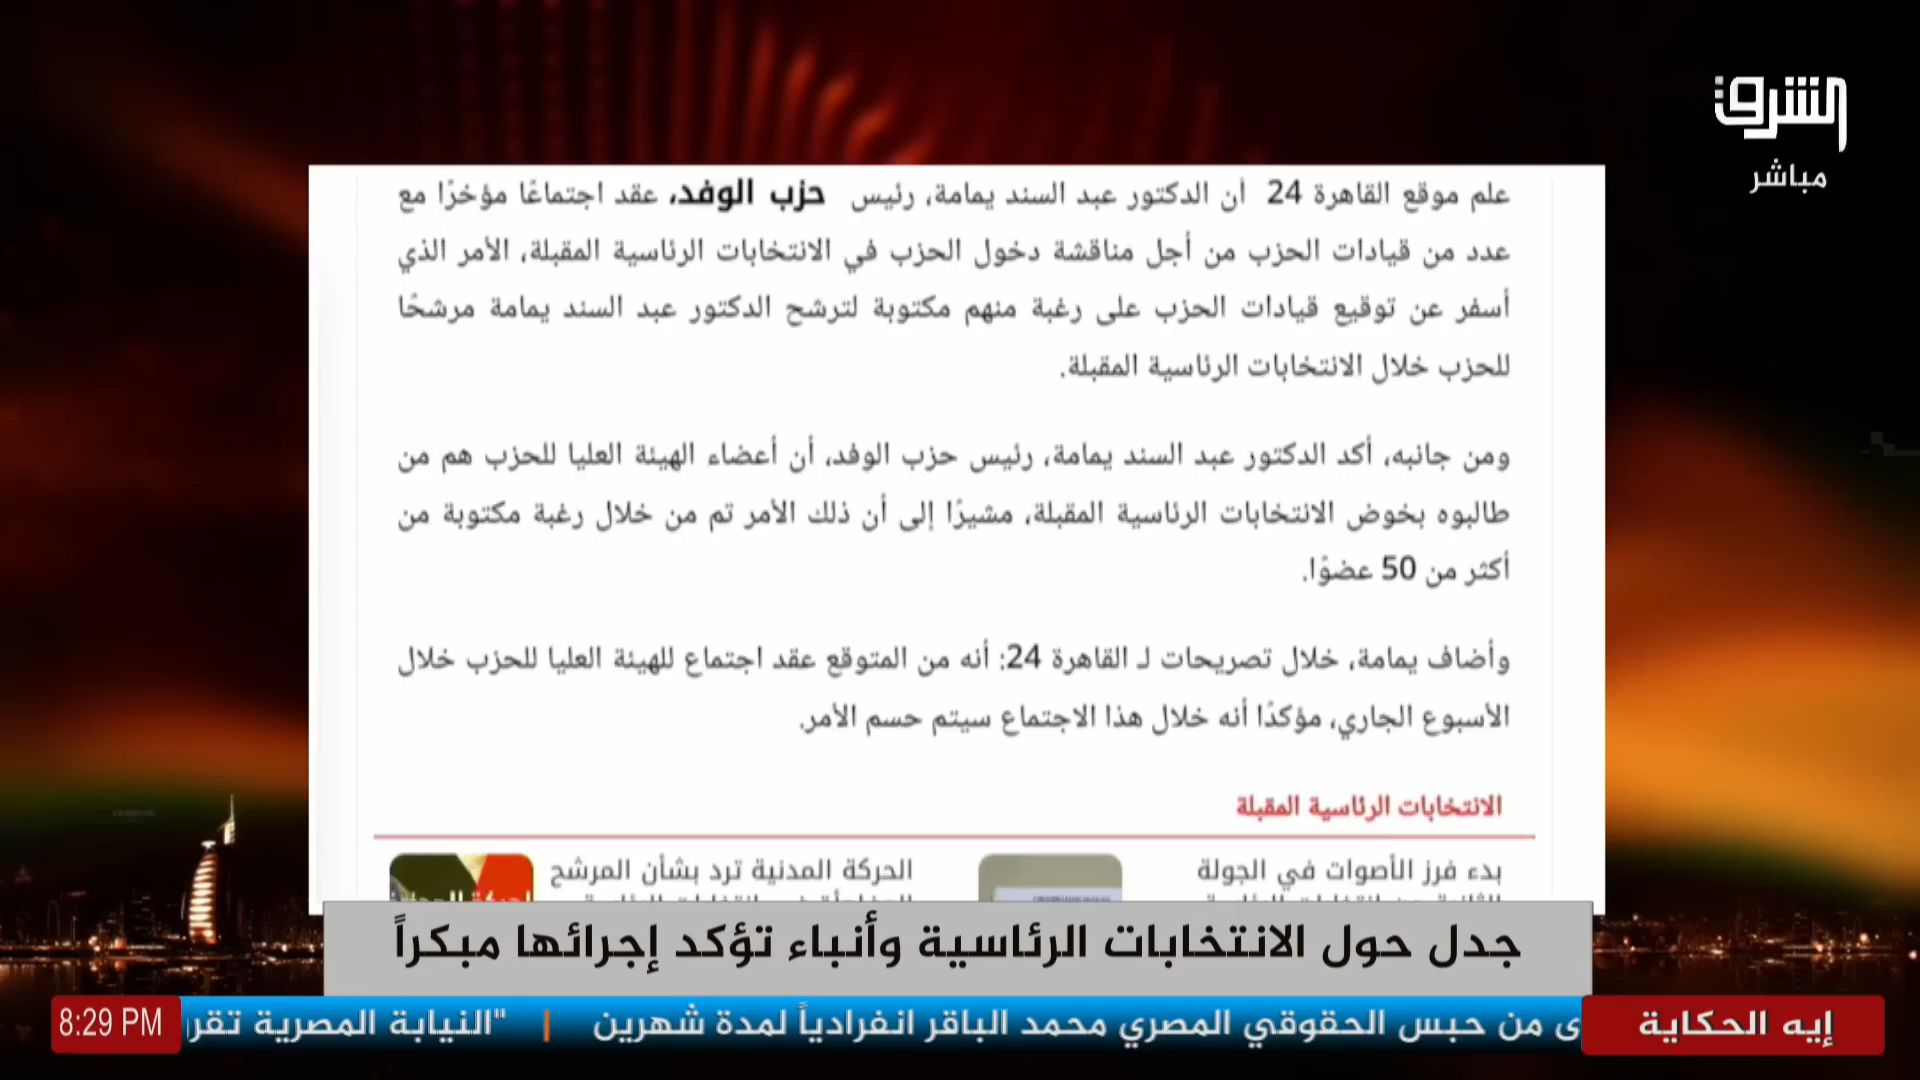 الشرق
مباشر
علم موقع القاهرة 24 أن الدكتور عبد السند يمامة، رئيس حزب الوفد، عقد اجتماعًا مؤخرًا مع
عدد من قيادات الحزب من أجل مناقشة دخول الحزب في الانتخابات الرئاسية المقبلة، الأمر الذي
أسفر عن توقيع قيادات الحزب على رغبة منهم مكتوبة لترشح الدكتور عبد السند يمامة مرشحًا
للحزب خلال الانتخابات الرئاسية المقبلة.
ومن جانبه، أكد الدكتور عبد السند يمامة، رئيس حزب الوفد، أن أعضاء الهيئة العليا للحزب هم من
طالبوه بخوض الانتخابات الرئاسية المقبلة، مشيرًا إلى أن ذلك الأمر تم من خلال رغبة مكتوبة من
أكثر من 50 عضوًا.
وأضاف يمامة، خلال تصريحات لـ القاهرة 24: أنه من المتوقع عقد اجتماع للهيئة العليا للحزب خلال
الأسبوع الجاري، مؤكدًا أنه خلال هذا الاجتماع سيتم حسم الأمر.
الانتخابات الرئاسية المقبلة
بدء فرز الأصوات في الجولة
الحركة المدنية ترد بشأن المرشح
جدل حول الانتخابات الرئاسية وأنباء تؤكد إجرائها مبكراً
إيه الحكاية
ى من حبس الحقوقي المصري محمد الباقر انفرادياً لمدة شهرين | "النيابة المصرية تقر
8:29 PM